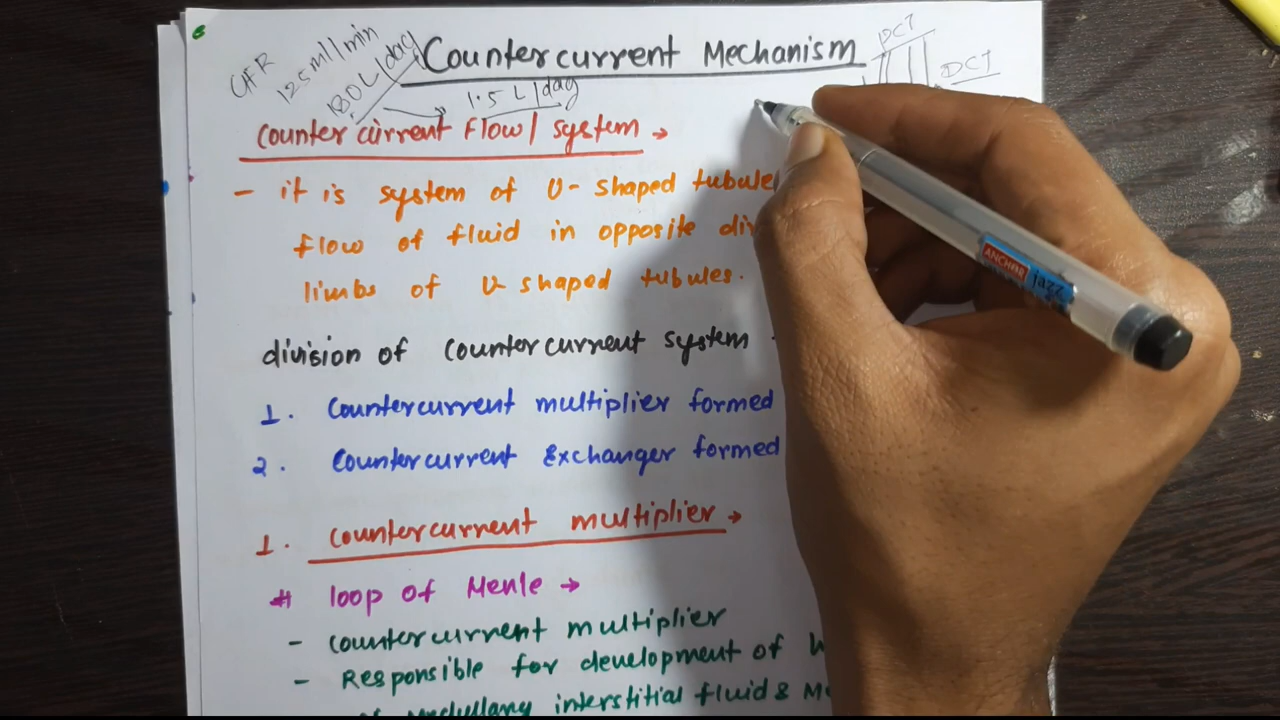 Countercurrent Mechanism
GFR
125 ml/min
180 L/day
1.5 L/day
DCT
DCT
counter current Flow/ system →
- it is system of U-shaped tubule
flow of fluid in opposite
limbs of U-shaped tubules.
division of countercurrent system
1. countercurrent multiplier formed
2. countercurrent Exchanger formed
1. countercurrent multiplier →
# loop of Henle →
- countercurrent multiplier
- Responsible for development of
medullary interstitial fluid &
ANCHER
jazz